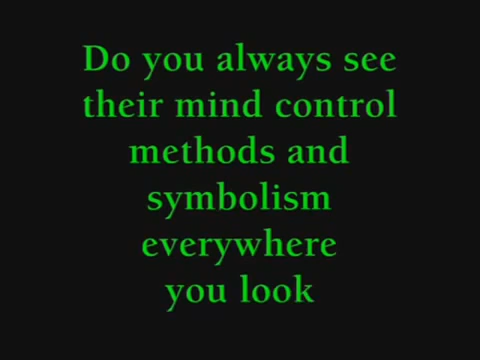 Do you always see
their mind control
methods and
symbolism
everywhere
you look